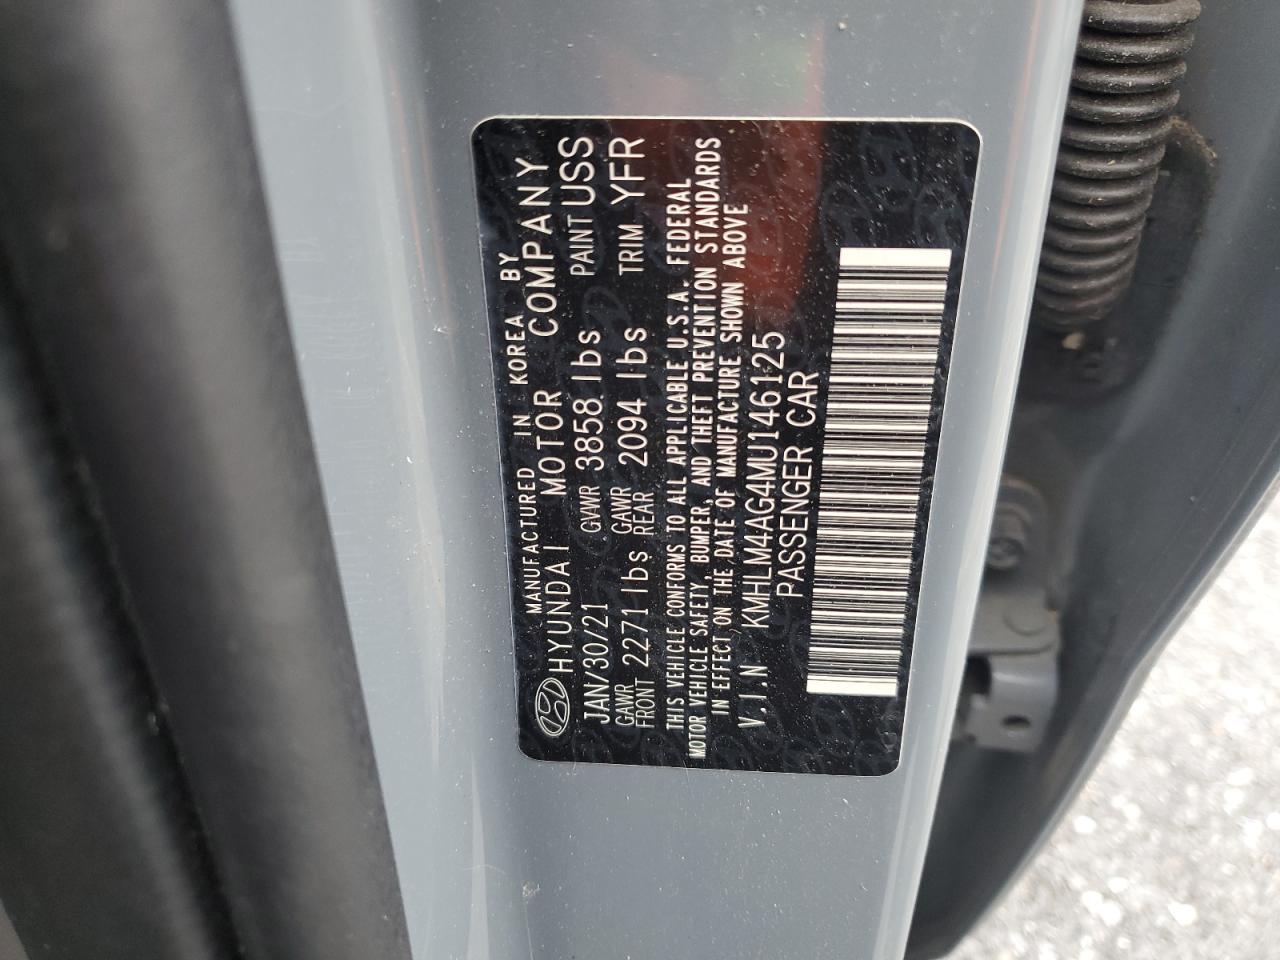 MANUFACTURED IN KOREA BY
HYUNDAI MOTOR COMPANY
JAN/30/21 GVWR 3858 lbs PAINT USS
GAWR FRONT 2271 lbs GAWR REAR 2094 lbs TRIM YFR
THIS VEHICLE CONFORMS TO ALL APPLICABLE U.S.A. FEDERAL
MOTOR VEHICLE SAFETY, BUMPER, AND THEFT PREVENTION STANDARDS
IN EFFECT ON THE DATE OF MANUFACTURE SHOWN ABOVE
V.I.N KMHLM4AG4MU146125
PASSENGER CAR